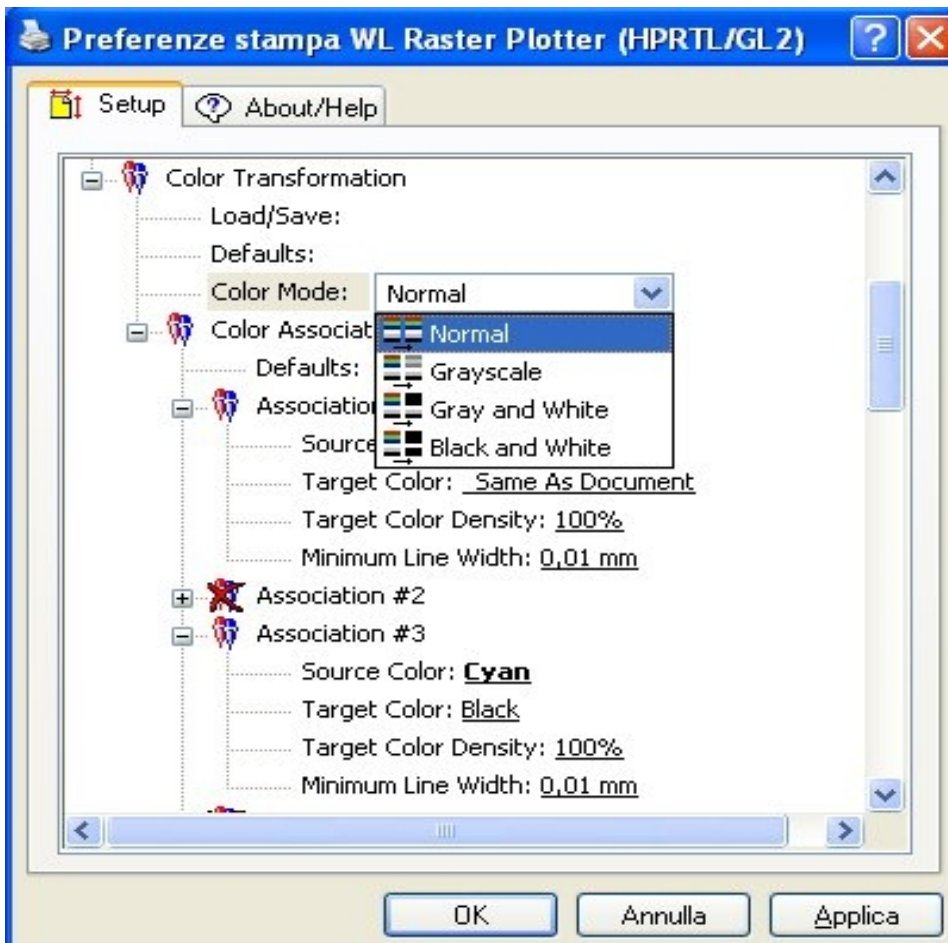 Preferenze stampa WL Raster Plotter (HPRTL/GL2)
Setup
About/Help
Color Transformation
Load/Save:
Defaults:
Color Mode: Normal
Color Associat
Normal
Defaults:
Grayscale
Associatio
Gray and White
Source
Black and White
Target Color: Same As Document
Target Color Density: 100%
Minimum Line Width: 0,01 mm
Association #2
Association #3
Source Color: Cyan
Target Color: Black
Target Color Density: 100%
Minimum Line Width: 0,01 mm
OK
Annulla
Applica